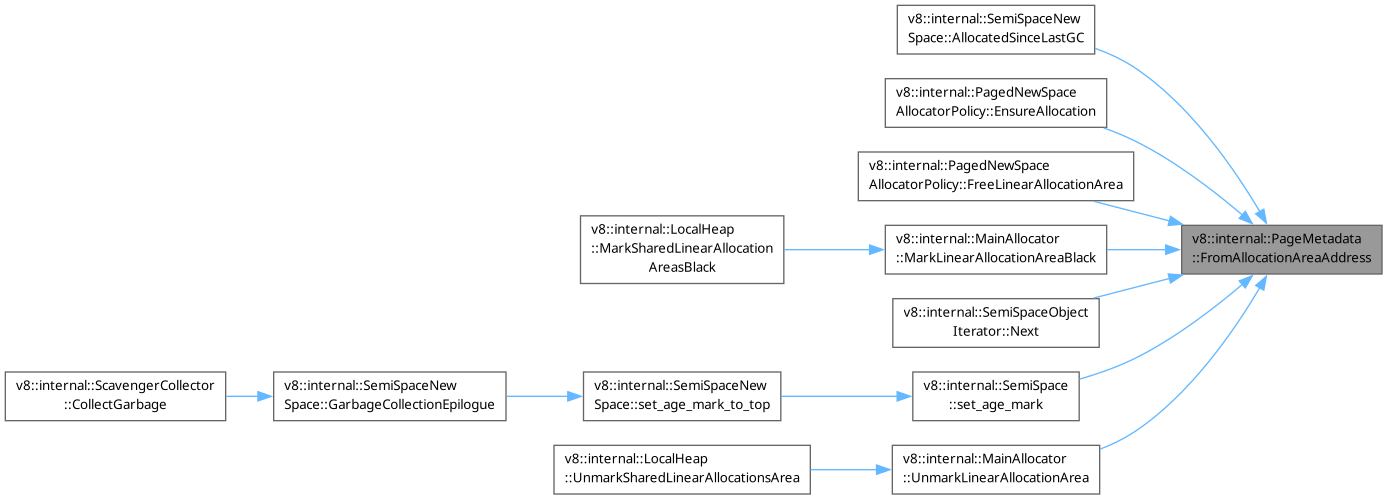 v8::internal::SemiSpaceNew
Space::AllocatedSinceLastGC
v8::internal::PagedNewSpace
AllocatorPolicy::EnsureAllocation
v8::internal::PagedNewSpace
AllocatorPolicy::FreeLinearAllocationArea
v8::internal::LocalHeap
::MarkSharedLinearAllocation
AreasBlack
v8::internal::MainAllocator
::MarkLinearAllocationAreaBlack
v8::internal::PageMetadata
::FromAllocationAreaAddress
v8::internal::SemiSpaceObject
Iterator::Next
v8::internal::ScavengerCollector
::CollectGarbage
v8::internal::SemiSpaceNew
Space::GarbageCollectionEpilogue
v8::internal::SemiSpaceNew
Space::set_age_mark_to_top
v8::internal::SemiSpace
::set_age_mark
v8::internal::LocalHeap
::UnmarkSharedLinearAllocationsArea
v8::internal::MainAllocator
::UnmarkLinearAllocationArea